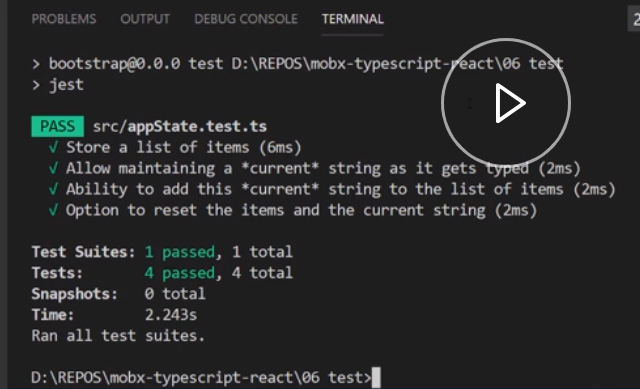 PROBLEMS OUTPUT DEBUG CONSOLE TERMINAL 2
> bootstrap@0.0.0 test D:\REPOS\mobx-typescript-react\06 test
> jest
PASS src/appState.test.ts
√ Store a list of items (6ms)
√ Allow maintaining a *current* string as it gets typed (2ms)
√ Ability to add this *current* string to the list of items (2ms)
√ Option to reset the items and the current string (2ms)
Test Suites: 1 passed, 1 total
Tests: 4 passed, 4 total
Snapshots: 0 total
Time: 2.243s
Ran all test suites.
D:\REPOS\mobx-typescript-react\06 test>